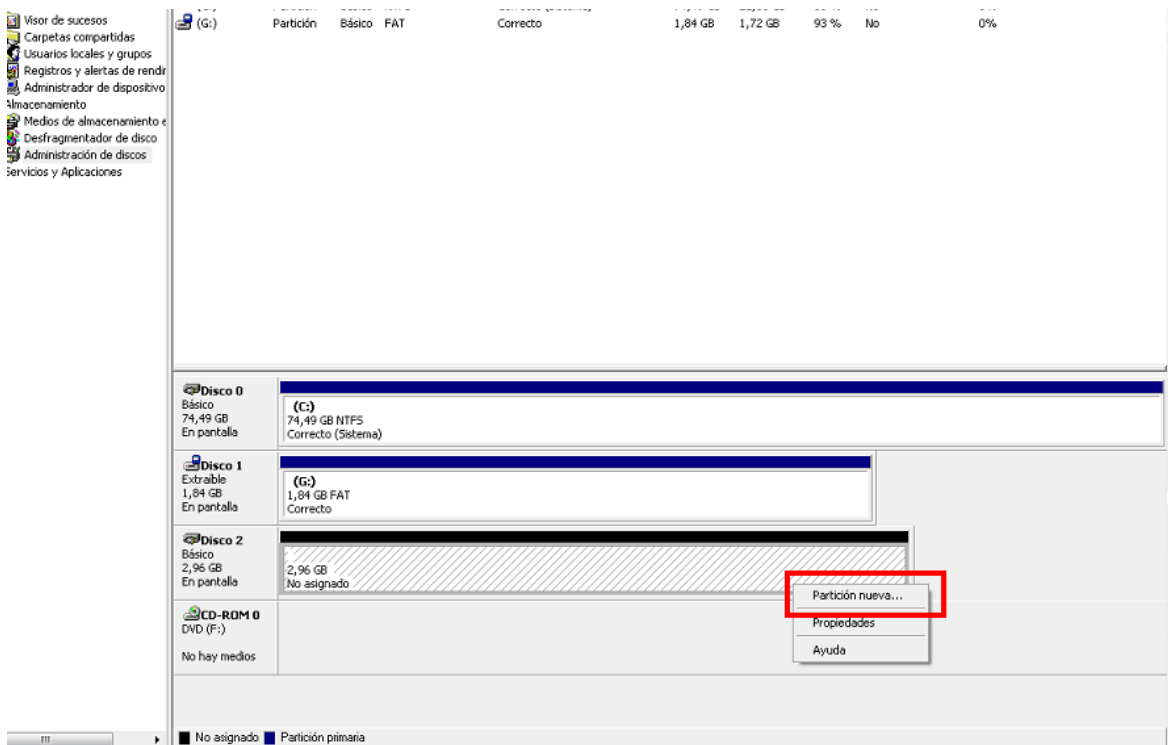 Visor de sucesos
Carpetas compartidas
Usuarios locales y grupos
Registros y alertas de rendir
Administrador de dispositivo
Almacenamiento
Medios de almacenamiento e
Desfragmentador de disco
Administración de discos
Servicios y Aplicaciones
(G:) Partición Básico FAT Correcto 1,84 GB 1,72 GB 93 % No 0%
Disco 0
Básico
74,49 GB
En pantalla
(C:)
74,49 GB NTFS
Correcto (Sistema)
Disco 1
Extraíble
1,84 GB
En pantalla
(G:)
1,84 GB FAT
Correcto
Disco 2
Básico
2,96 GB
En pantalla
2,96 GB
No asignado
Partición nueva...
Propiedades
Ayuda
CD-ROM 0
DVD (F:)
No hay medios
No asignado Partición primaria